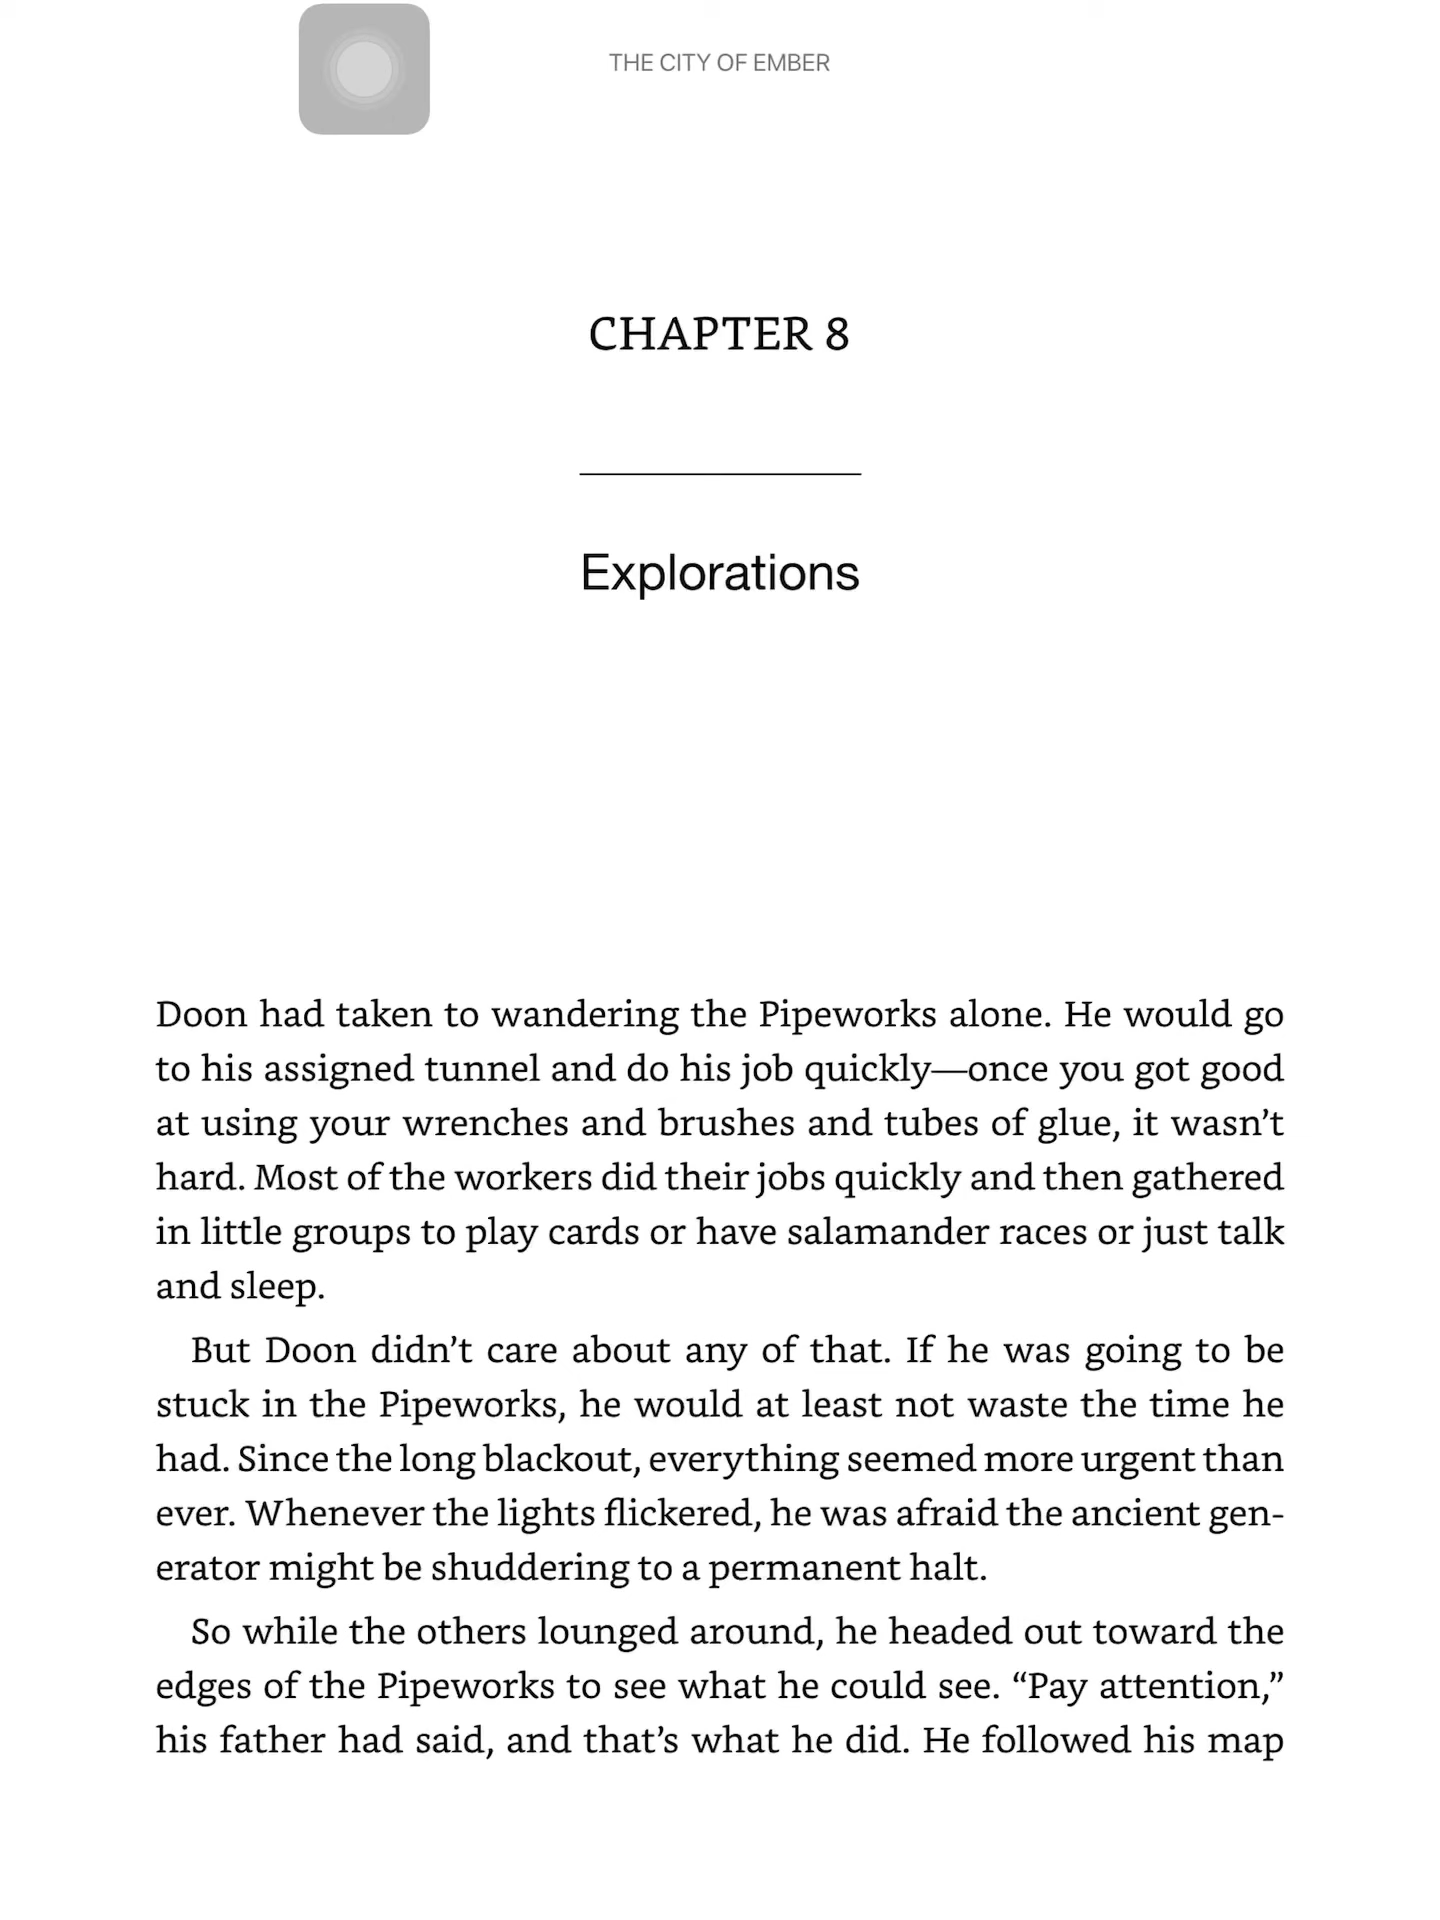 THE CITY OF EMBER
CHAPTER 8
Explorations
Doon had taken to wandering the Pipeworks alone. He would go
to his assigned tunnel and do his job quickly—once you got good
at using your wrenches and brushes and tubes of glue, it wasn’t
hard. Most of the workers did their jobs quickly and then gathered
in little groups to play cards or have salamander races or just talk
and sleep.
But Doon didn’t care about any of that. If he was going to be
stuck in the Pipeworks, he would at least not waste the time he
had. Since the long blackout, everything seemed more urgent than
ever. Whenever the lights flickered, he was afraid the ancient gen-
erator might be shuddering to a permanent halt.
So while the others lounged around, he headed out toward the
edges of the Pipeworks to see what he could see. “Pay attention,”
his father had said, and that’s what he did. He followed his map